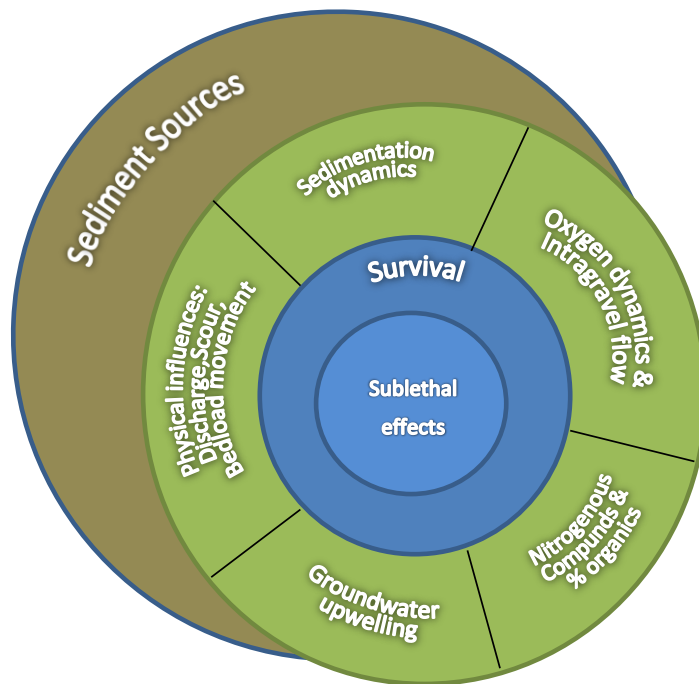 Sediment Sources
Sedimentation
dynamics
Oxygen dynamics &
Intragravel flow
Survival
Physical influences:
Discharge,Scour,
Bedload movement
Sublethal
effects
Nitrogenous
Compunds &
% organics
Groundwater
upwelling